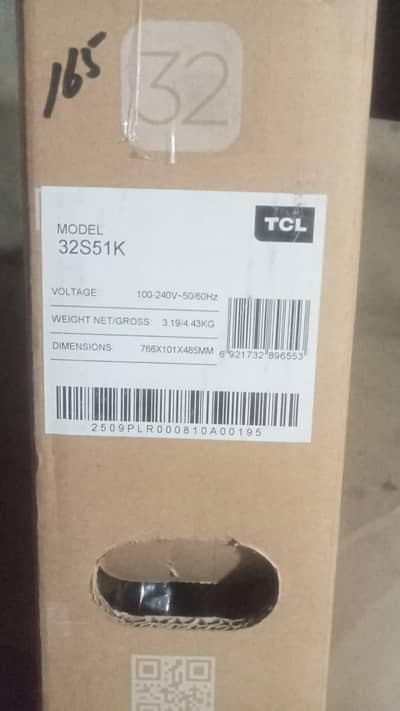 165
32
TCL
MODEL
32S51K
VOLTAGE: 100-240V~50/60Hz
WEIGHT NET/GROSS: 3.19/4.43KG
DIMENSIONS: 766X101X485MM
6 921732 896553
2509PLR000810A00195